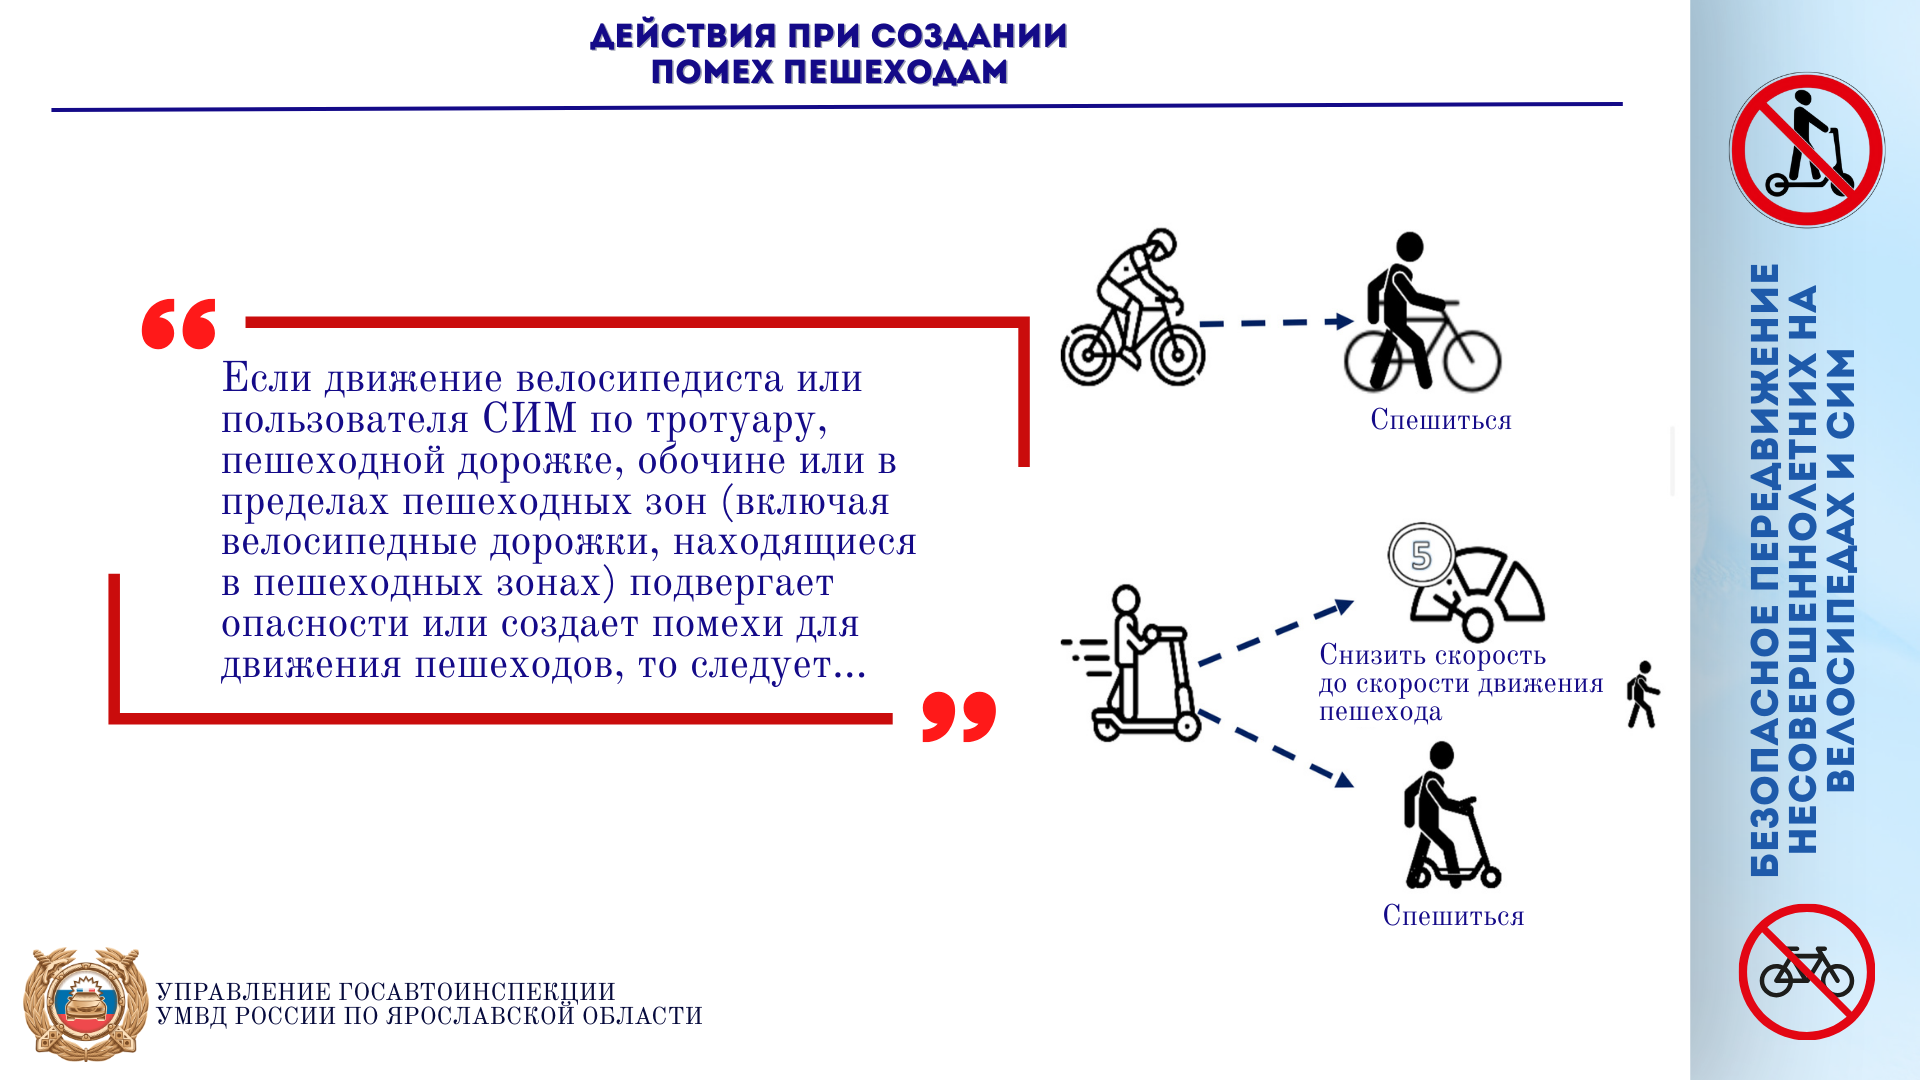 ДЕЙСТВИЯ ПРИ СОЗДАНИИ
ПОМЕХ ПЕШЕХОДАМ
“
Если движение велосипедиста или
пользователя СИМ по тротуару,
пешеходной дорожке, обочине или в
пределах пешеходных зон (включая
велосипедные дорожки, находящиеся
в пешеходных зонах) подвергает
опасности или создает помехи для
движения пешеходов, то следует...
”
Спешиться
5
Снизить скорость
до скорости движения
пешехода
Спешиться
УПРАВЛЕНИЕ ГОСАВТОИНСПЕКЦИИ
УМВД РОССИИ ПО ЯРОСЛАВСКОЙ ОБЛАСТИ
БЕЗОПАСНОЕ ПЕРЕДВИЖЕНИЕ
НЕСОВЕРШЕННОЛЕТНИХ НА
ВЕЛОСИПЕДАХ И СИМ